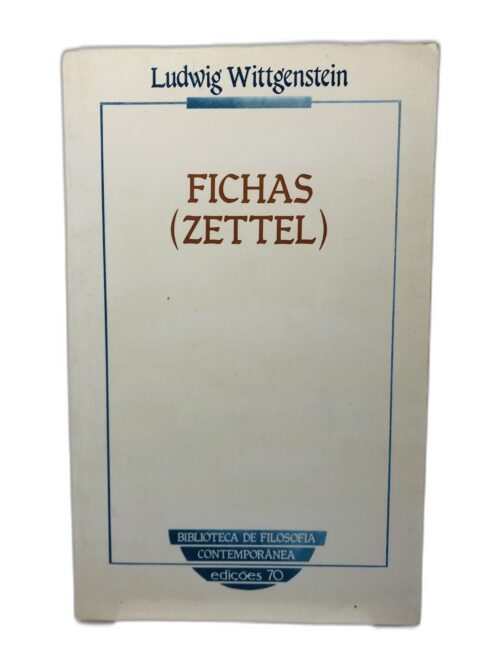 Ludwig Wittgenstein
FICHAS
(ZETTEL)
BIBLIOTECA DE FILOSOFIA
CONTEMPORÂNEA
edições 70